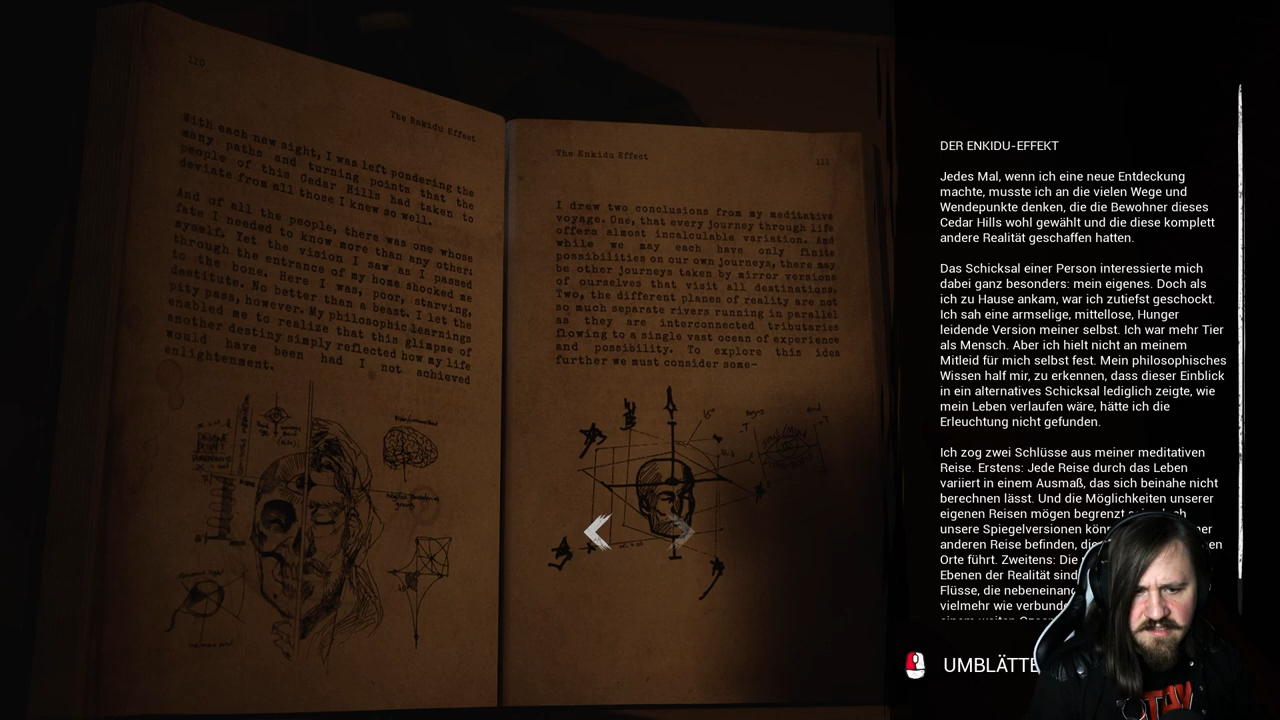 110
The Enkidu Effect
With each new sight, I was left pondering the
many paths and turning points that the
people of this Cedar Hills had taken to
deviate from all those I knew so well.
And of all the people, there was one whose
fate I needed to know more than any other:
myself. Yet the vision I saw as I passed
through the entrance of my home shocked me
to the bone. Here I was, poor, starving,
destitute. No better than a beast. I let the
pity pass, however. My philosophic learnings
enabled me to realize that this glimpse of
another destiny simply reflected how my life
would have been had I not achieved
enlightenment.
The Enkidu Effect
111
I drew two conclusions from my meditative
voyage. One, that every journey through life
offers almost incalculable variation. And
while we may each have only finite
possibilities on our own journeys, there may
be other journeys taken by mirror versions
of ourselves that visit all destinations.
Two, the different planes of reality are not
so much separate rivers running in parallel
as they are interconnected tributaries
flowing to a single vast ocean of experience
and possibility. To explore this idea
further we must consider some-
DER ENKIDU-EFFEKT
Jedes Mal, wenn ich eine neue Entdeckung
machte, musste ich an die vielen Wege und
Wendepunkte denken, die die Bewohner dieses
Cedar Hills wohl gewählt und die diese komplett
andere Realität geschaffen hatten.
Das Schicksal einer Person interessierte mich
dabei ganz besonders: mein eigenes. Doch als
ich zu Hause ankam, war ich zutiefst geschockt.
Ich sah eine armselige, mittellose, Hunger
leidende Version meiner selbst. Ich war mehr Tier
als Mensch. Aber ich hielt nicht an meinem
Mitleid für mich selbst fest. Mein philosophisches
Wissen half mir, zu erkennen, dass dieser Einblick
in ein alternatives Schicksal lediglich zeigte, wie
mein Leben verlaufen wäre, hätte ich die
Erleuchtung nicht gefunden.
Ich zog zwei Schlüsse aus meiner meditativen
Reise. Erstens: Jede Reise durch das Leben
variiert in einem Ausmaß, das sich beinahe nicht
berechnen lässt. Und die Möglichkeiten unserer
eigenen Reisen mögen begrenzt
unsere Spiegelversionen
anderen Reise befinden,
Orte führt. Zweitens: Die
Ebenen der Realität sind
Flüsse, die
vielmehr wie
UMBLÄTTE